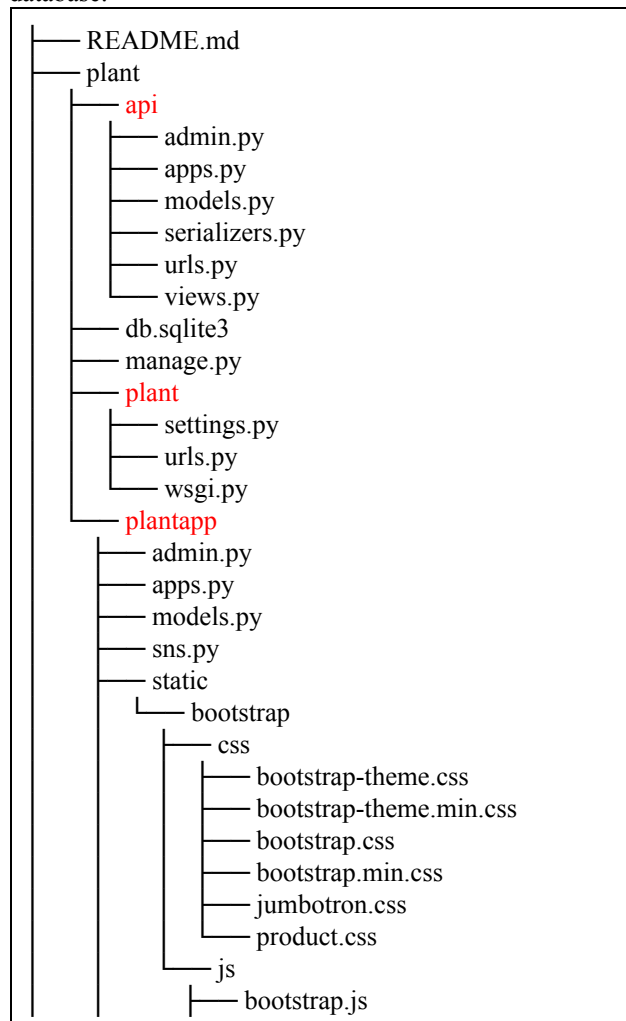 database.
README.md
plant
api
admin.py
apps.py
models.py
serializers.py
urls.py
views.py
db.sqlite3
manage.py
plant
settings.py
urls.py
wsgi.py
plantapp
admin.py
apps.py
models.py
sns.py
static
bootstrap
css
bootstrap-theme.css
bootstrap-theme.min.css
bootstrap.css
bootstrap.min.css
jumbotron.css
product.css
js
bootstrap.js